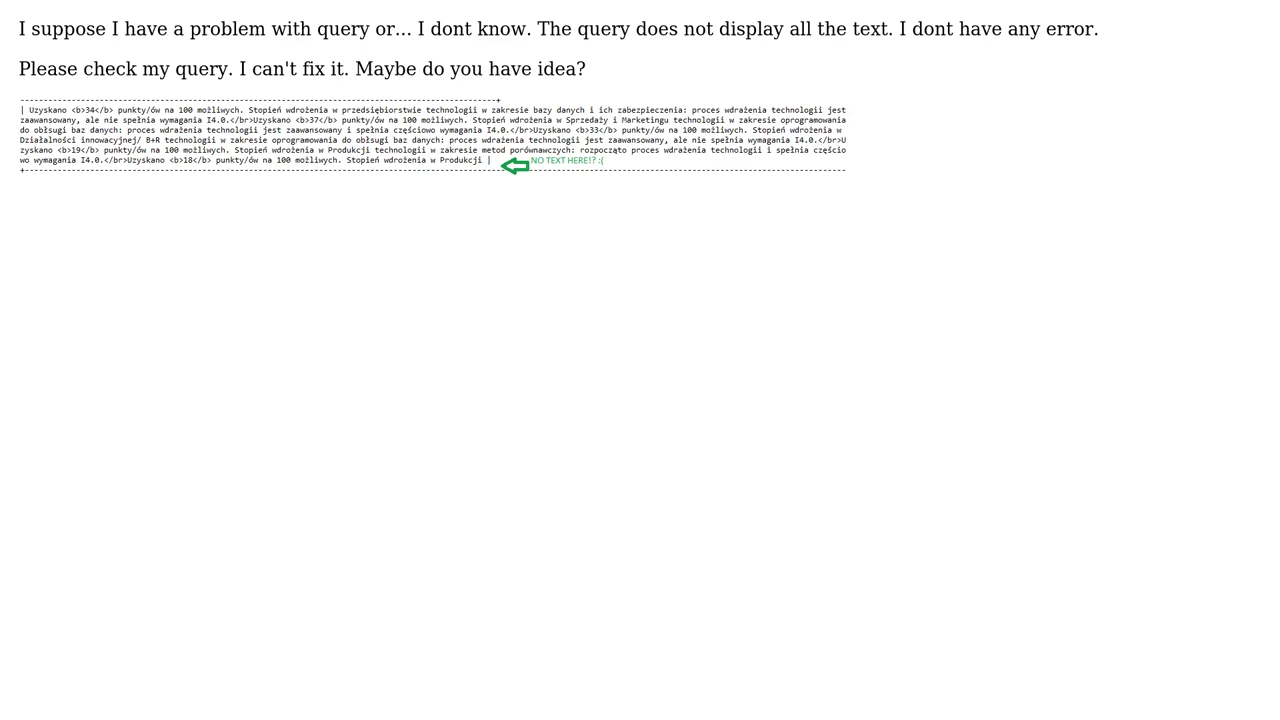 I suppose I have a problem with query or... I dont know. The query does not display all the text. I dont have any error.
Please check my query. I can't fix it. Maybe do you have idea?
-----------------------------------------------------------------------------------------------------+
| Uzyskano <b>34</b> punkty/ów na 100 możliwych. Stopień wdrożenia w przedsiębiorstwie technologii w zakresie bazy danych i ich zabezpieczenia: proces wdrażenia technologii jest
zaawansowany, ale nie spełnia wymagania I4.0.</br>Uzyskano <b>37</b> punkty/ów na 100 możliwych. Stopień wdrożenia w Sprzedaży i Marketingu technologii w zakresie oprogramowania
do obłsugi baz danych: proces wdrażenia technologii jest zaawansowany i spełnia częściowo wymagania I4.0.</br>Uzyskano <b>33</b> punkty/ów na 100 możliwych. Stopień wdrożenia w
Działalności innowacyjnej/ B+R technologii w zakresie oprogramowania do obłsugi baz danych: proces wdrażenia technologii jest zaawansowany, ale nie spełnia wymagania I4.0.</br>U
zyskano <b>19</b> punkty/ów na 100 możliwych. Stopień wdrożenia w Produkcji technologii w zakresie metod porównawczych: rozpocząto proces wdrażenia technologii i spełnia częścio
wo wymagania I4.0.</br>Uzyskano <b>18</b> punkty/ów na 100 możliwych. Stopień wdrożenia w Produkcji | NO TEXT HERE!? :(
+--------------------------------------------------------------------------------------------------------------------------------------------------------------------------------